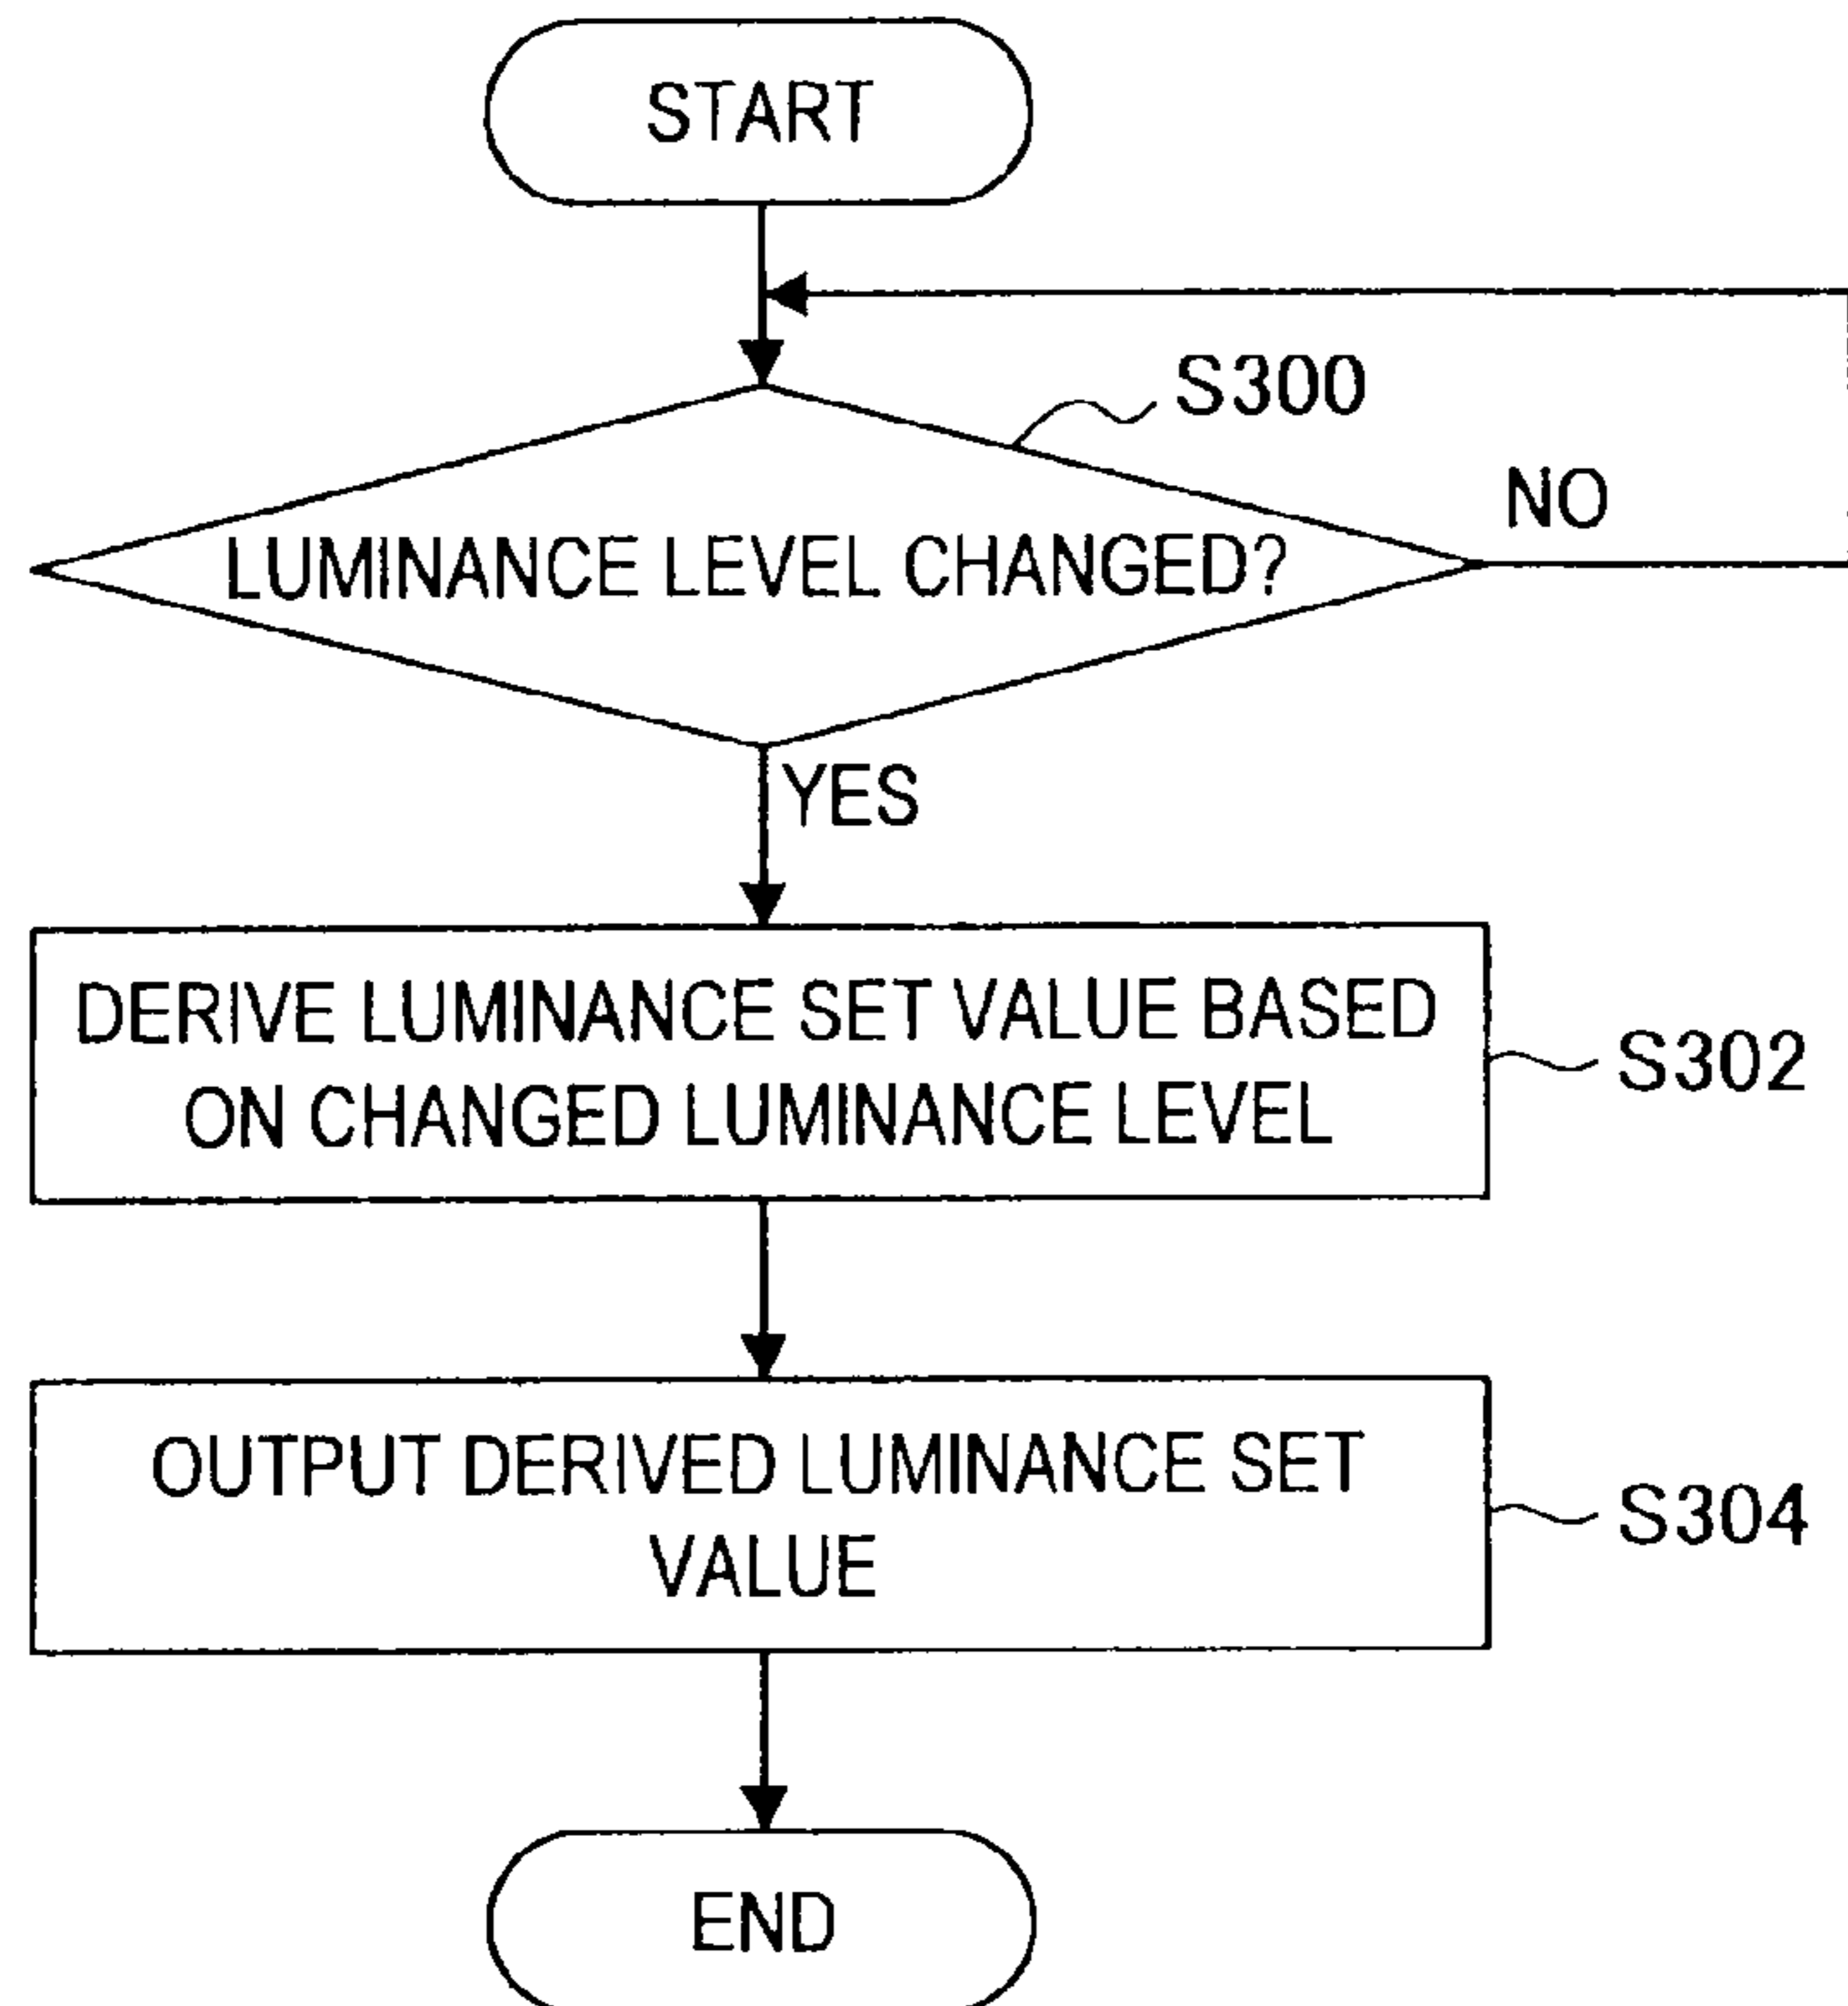 START
S300
NO
LUMINANCE LEVEL CHANGED?
YES
DERIVE LUMINANCE SET VALUE BASED
ON CHANGED LUMINANCE LEVEL
S302
OUTPUT DERIVED LUMINANCE SET
VALUE
S304
END